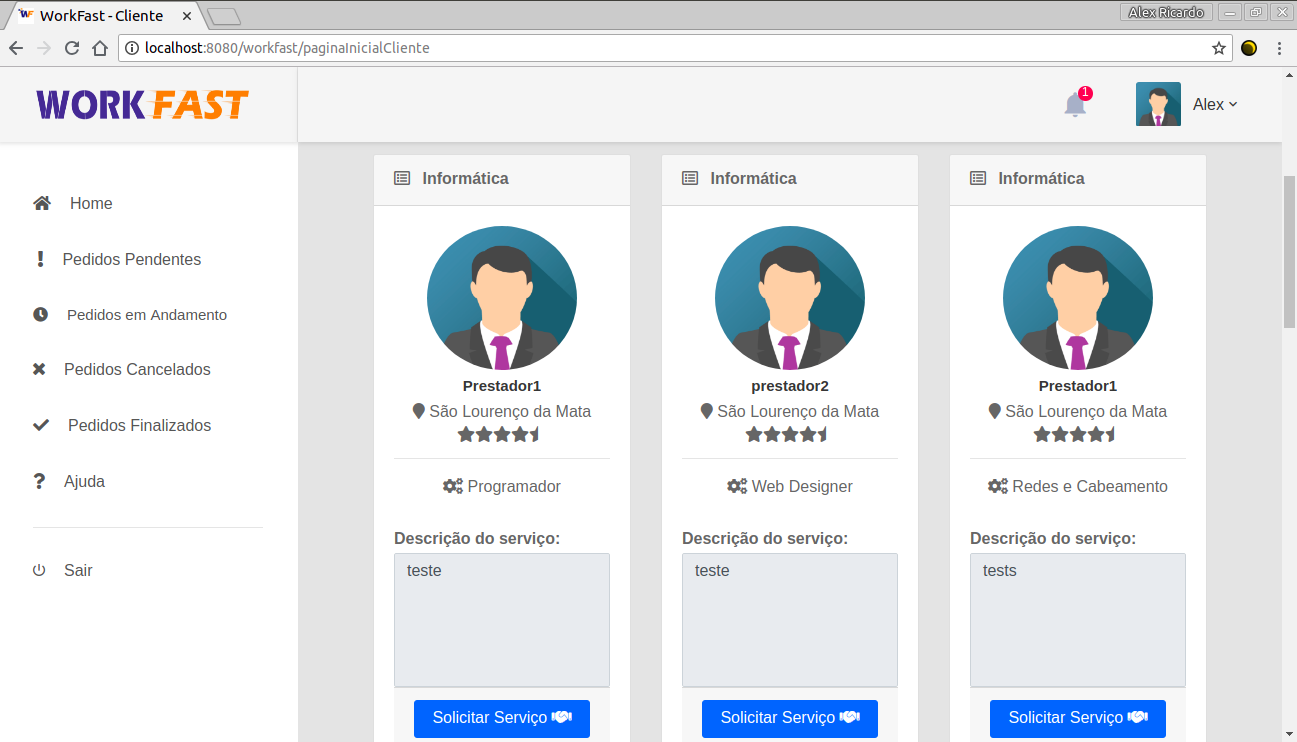 WF WorkFast - Cliente
Alex Ricardo
localhost:8080/workfast/paginaInicialCliente
WORK FAST
1
Alex
Home
Pedidos Pendentes
Pedidos em Andamento
Pedidos Cancelados
Pedidos Finalizados
Ajuda
Sair
Informática
Prestador1
São Lourenço da Mata
Programador
Descrição do serviço:
teste
Solicitar Serviço
Informática
prestador2
São Lourenço da Mata
Web Designer
Descrição do serviço:
teste
Solicitar Serviço
Informática
Prestador1
São Lourenço da Mata
Redes e Cabeamento
Descrição do serviço:
tests
Solicitar Serviço